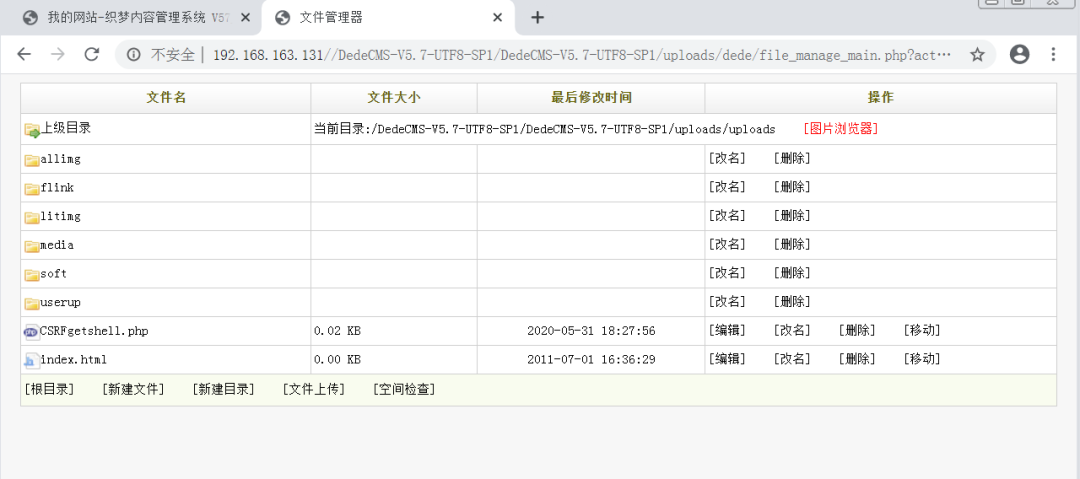 我的网站-织梦内容管理系统 V57 文件管理器
不安全 | 192.168.163.131//DedeCMS-V5.7-UTF8-SP1/DedeCMS-V5.7-UTF8-SP1/uploads/dede/file_manage_main.php?act…
文件名 文件大小 最后修改时间 操作
上级目录 当前目录:/DedeCMS-V5.7-UTF8-SP1/DedeCMS-V5.7-UTF8-SP1/uploads/uploads [图片浏览器]
allimg [改名] [删除]
flink [改名] [删除]
litimg [改名] [删除]
media [改名] [删除]
soft [改名] [删除]
userup [改名] [删除]
CSRFgetshell.php 0.02 KB 2020-05-31 18:27:56 [编辑] [改名] [删除] [移动]
index.html 0.00 KB 2011-07-01 16:36:29 [编辑] [改名] [删除] [移动]
[根目录] [新建文件] [新建目录] [文件上传] [空间检查]